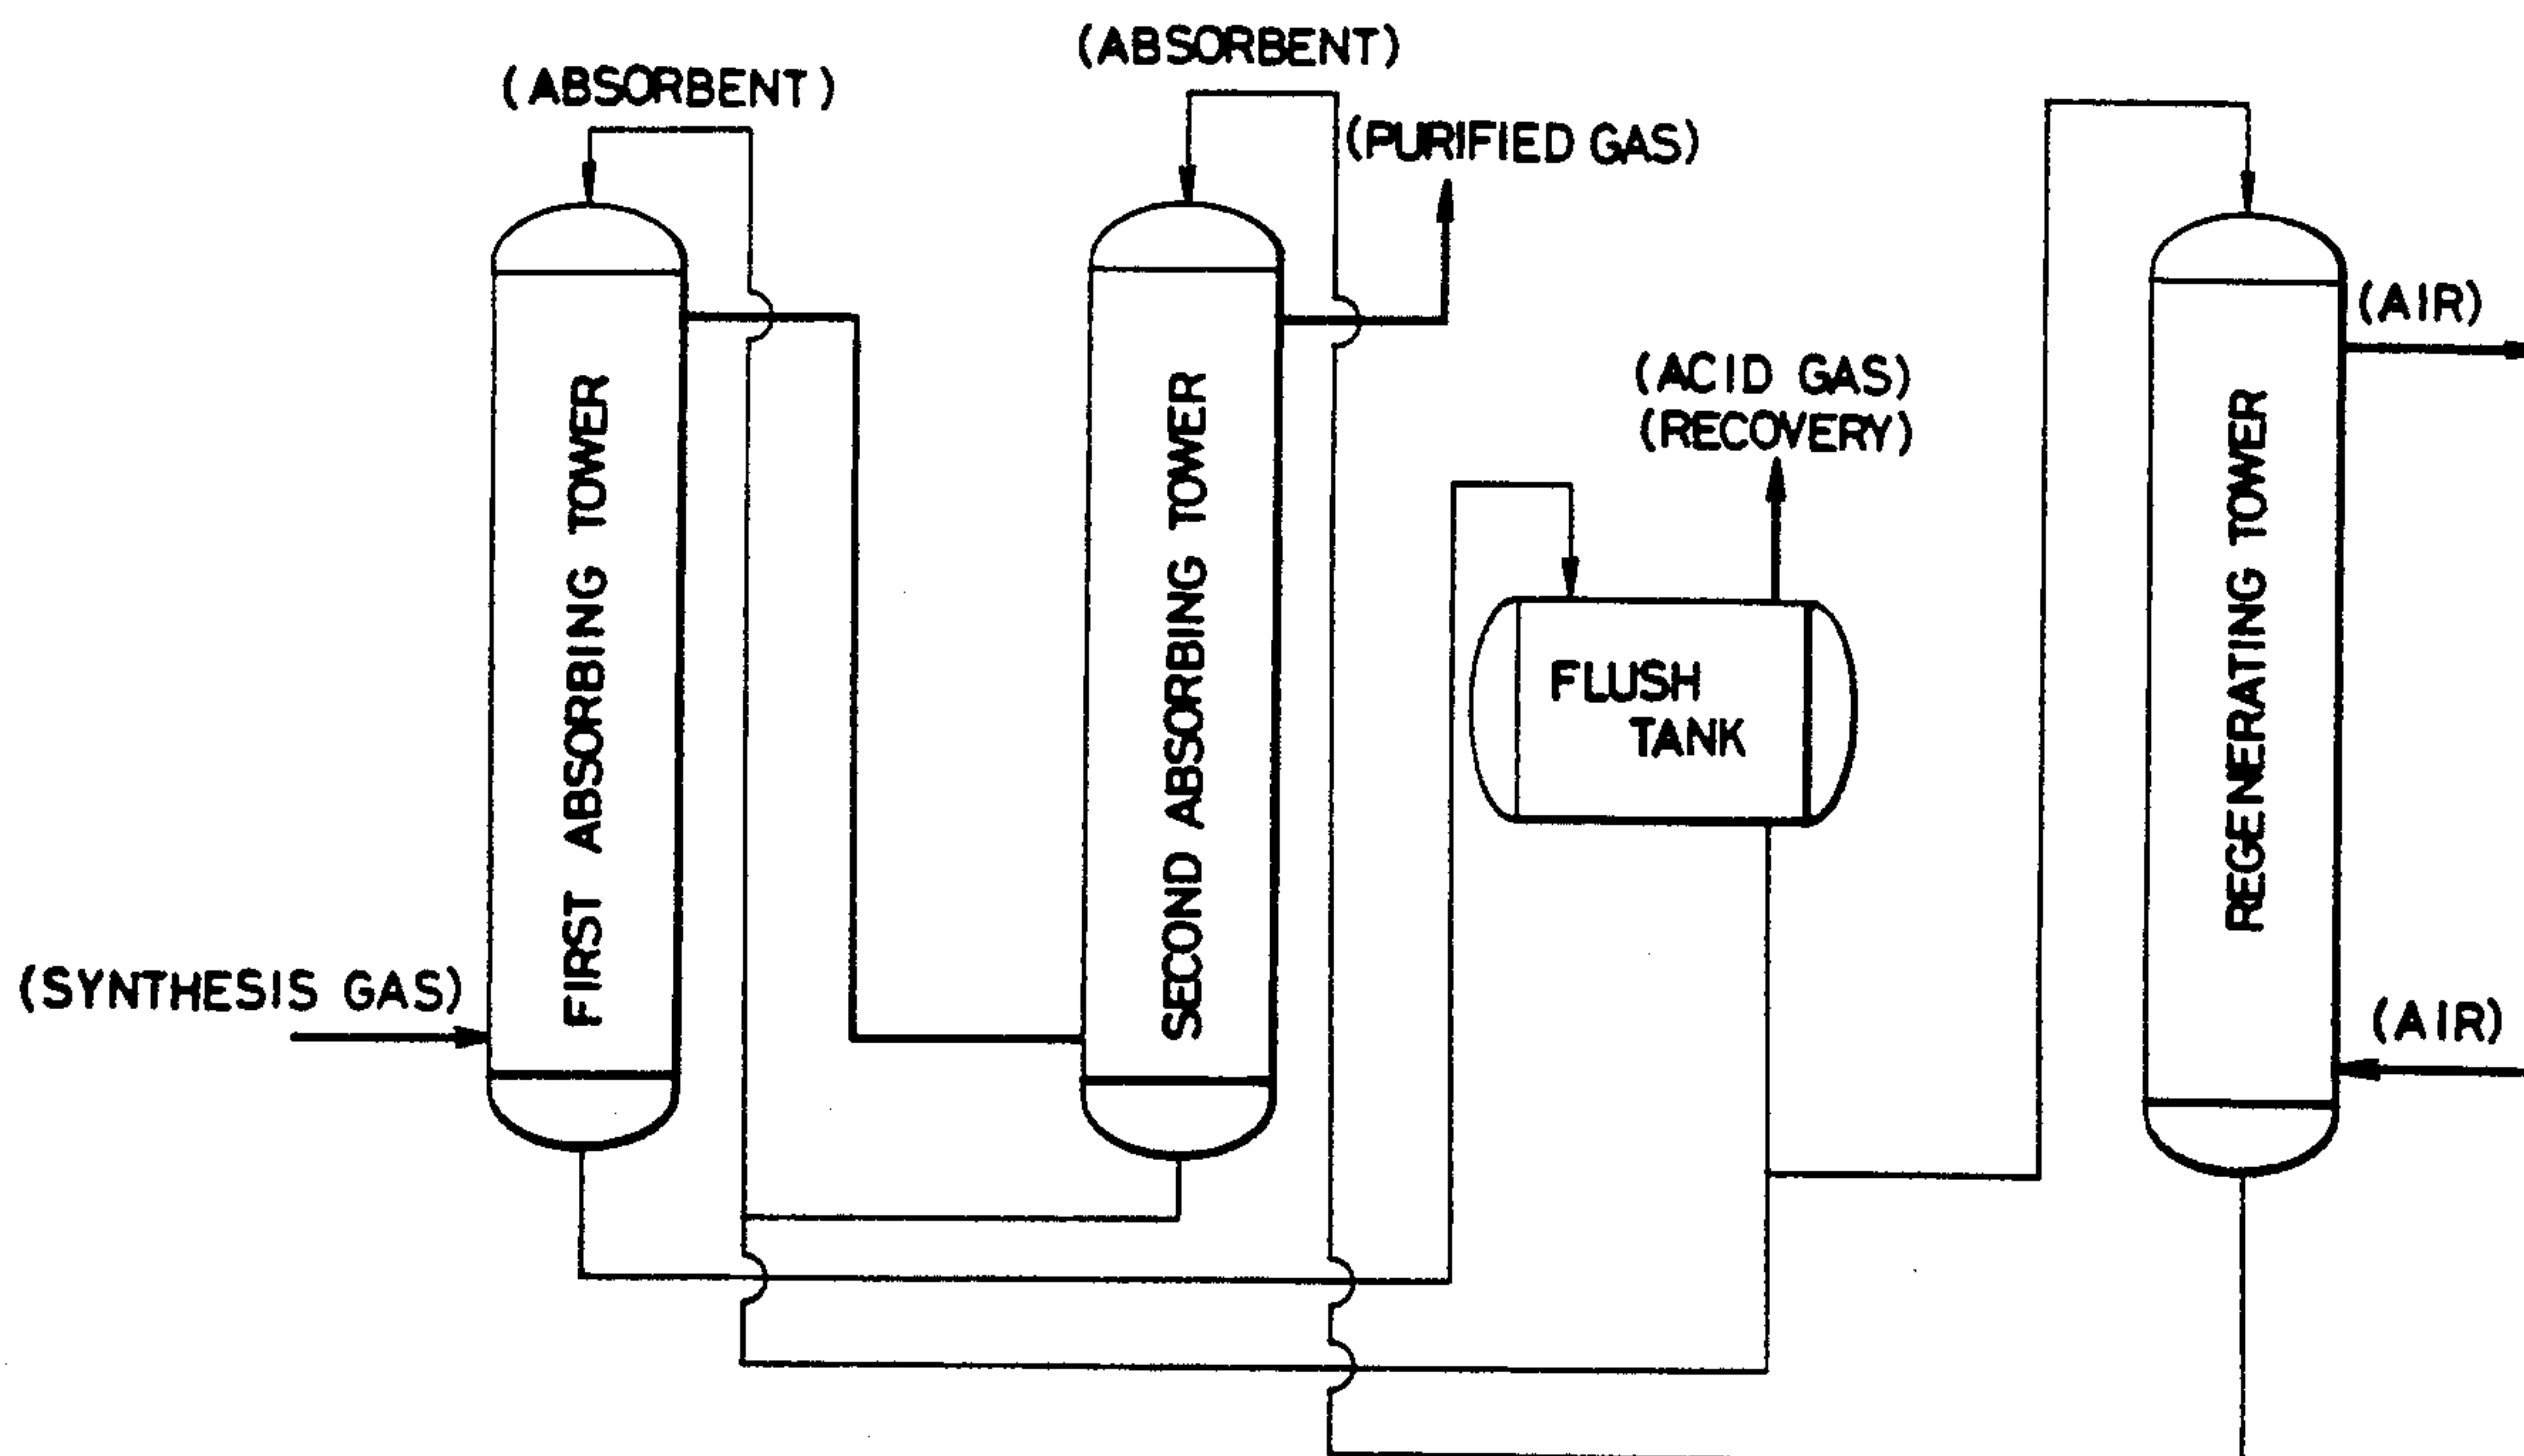 (ABSORBENT)
(ABSORBENT)
(PURIFIED GAS)
(AIR)
(ACID GAS)
(RECOVERY)
FIRST ABSORBING TOWER
SECOND ABSORBING TOWER
FLUSH
TANK
REGENERATING TOWER
(SYNTHESIS GAS)
(AIR)